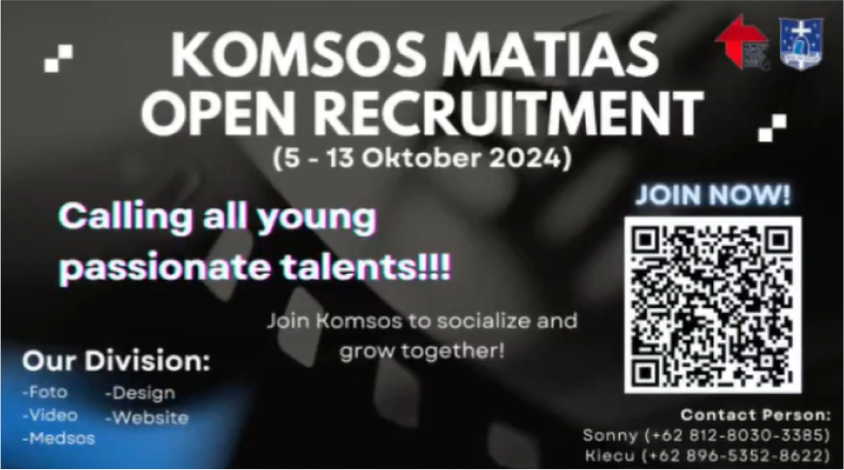 KOMSOS MATIAS
OPEN RECRUITMENT
(5 - 13 Oktober 2024)
Calling all young
passionate talents!!!
Join Komsos to socialize and
grow together!
Our Division:
-Foto -Design
-Video -Website
-Medsos
JOIN NOW!
Contact Person:
Sonny (+62 812-8030-3385)
Kiecu (+62 896-5352-8622)